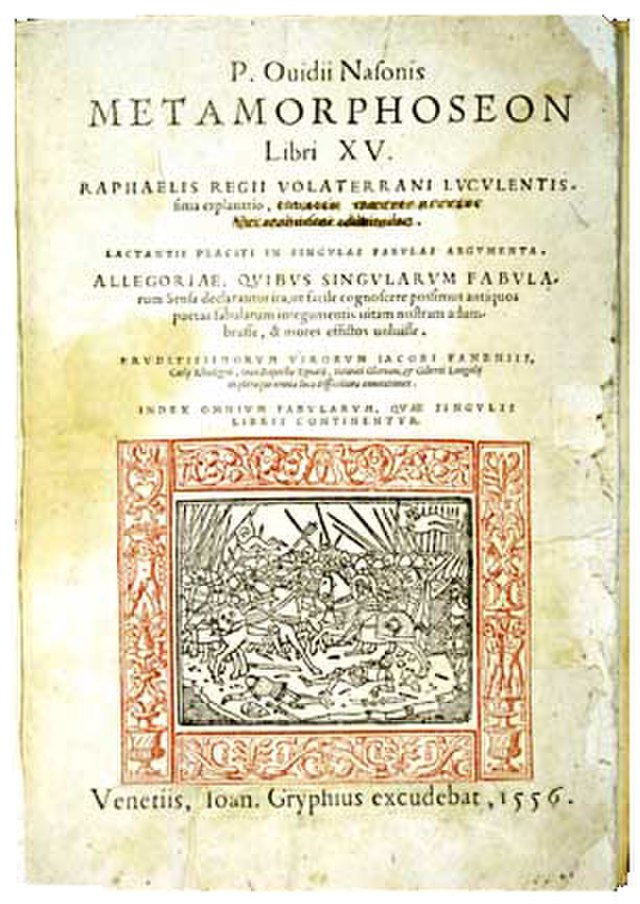 P. Ouidii Naſonis
METAMORPHOSEON
Libri XV.
RAPHAELIS REGII VOLATERRANI LVCVLENTIS-
ſima explanatio,
LACTANTII PLACITI IN SINGVLAS FABVLAS ARGVMENTA.
ALLEGORIAE, QVIBVS SINGVLARVM FABVLA-
rum Senſa declarantur ita, ut facile cognoſcere poſsimus antiquos
poetas fabularum integumentis uitam noſtram adum-
braſſe, & mores effictos uoluiſſe.
ERVDITISSIMORVM VIRORVM IACOBI FANENSIS,
INDEX OMNIVM FABVLARVM, QVAE SINGVLIS
LIBRIS CONTINENTVR.
Venetiis, Ioan. Gryphius excudebat, 1556.